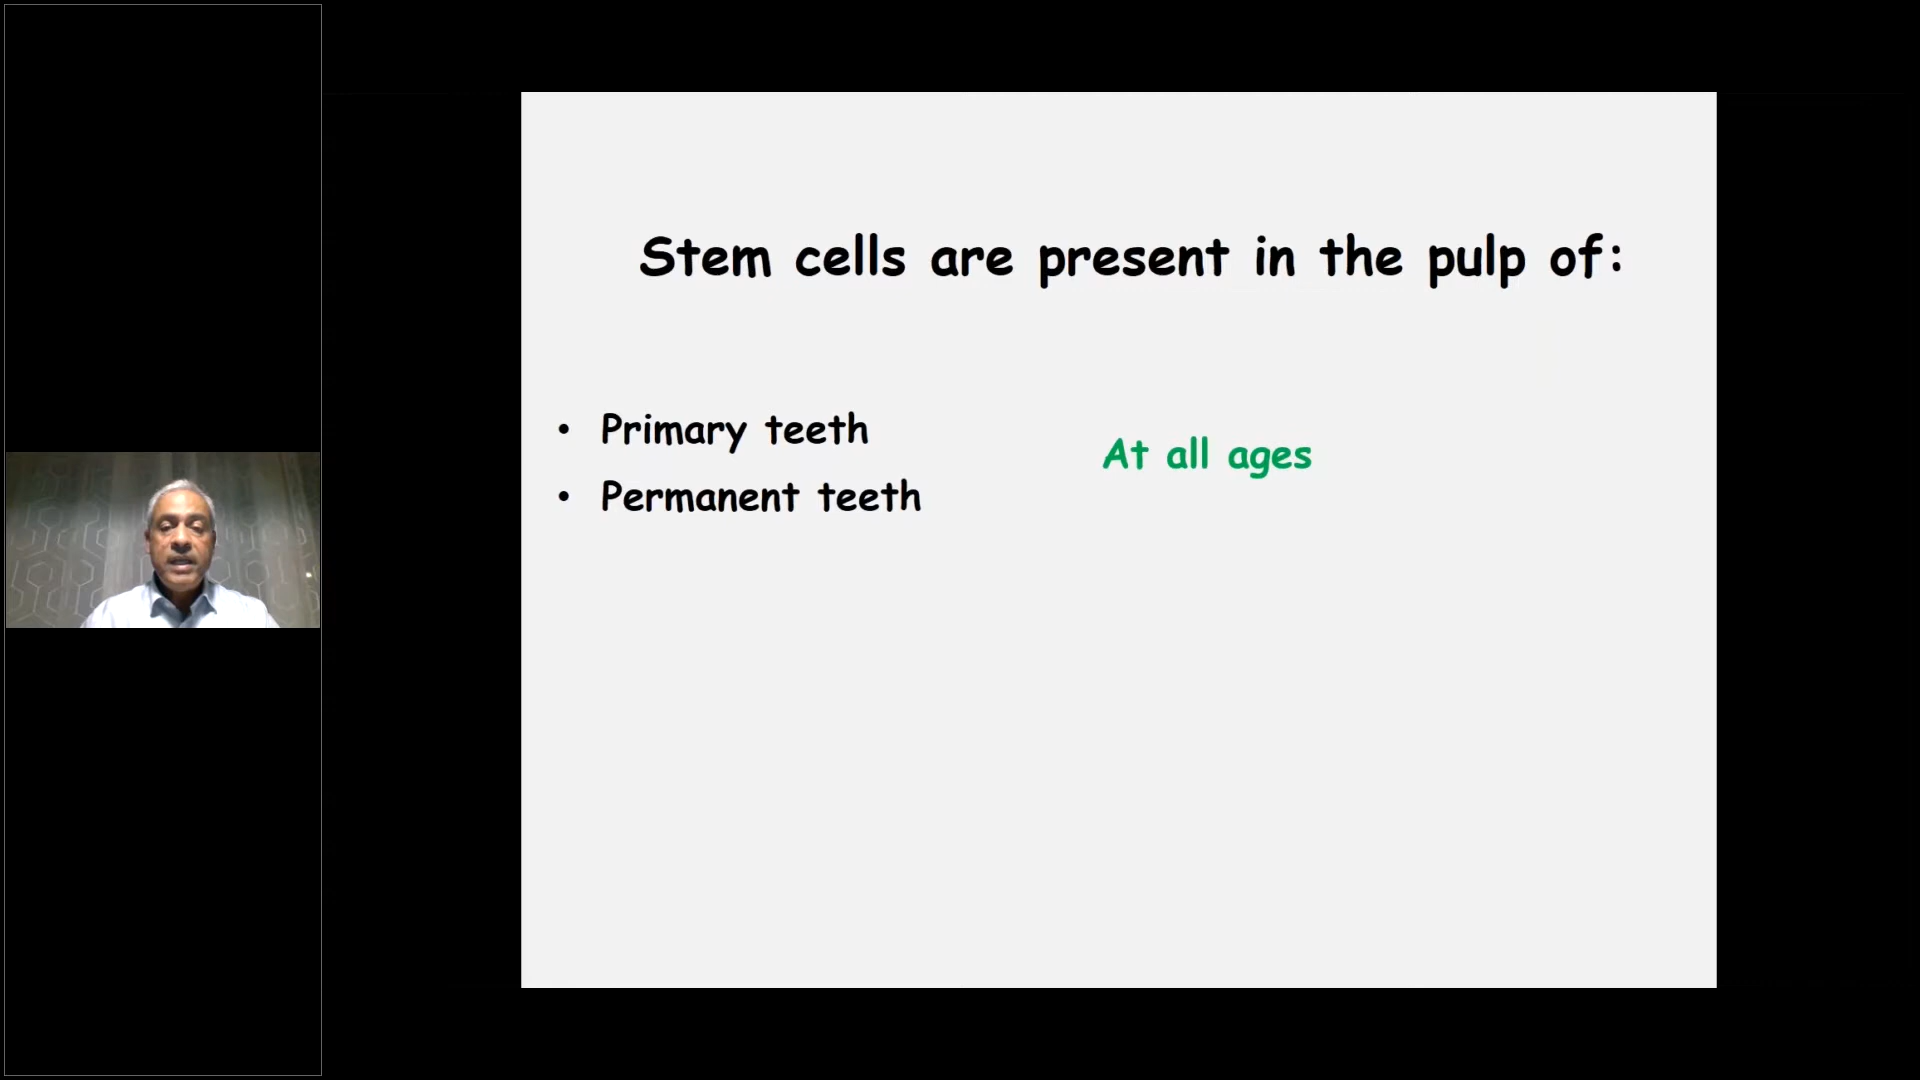 Stem cells are present in the pulp of:
• Primary teeth
At all ages
• Permanent teeth